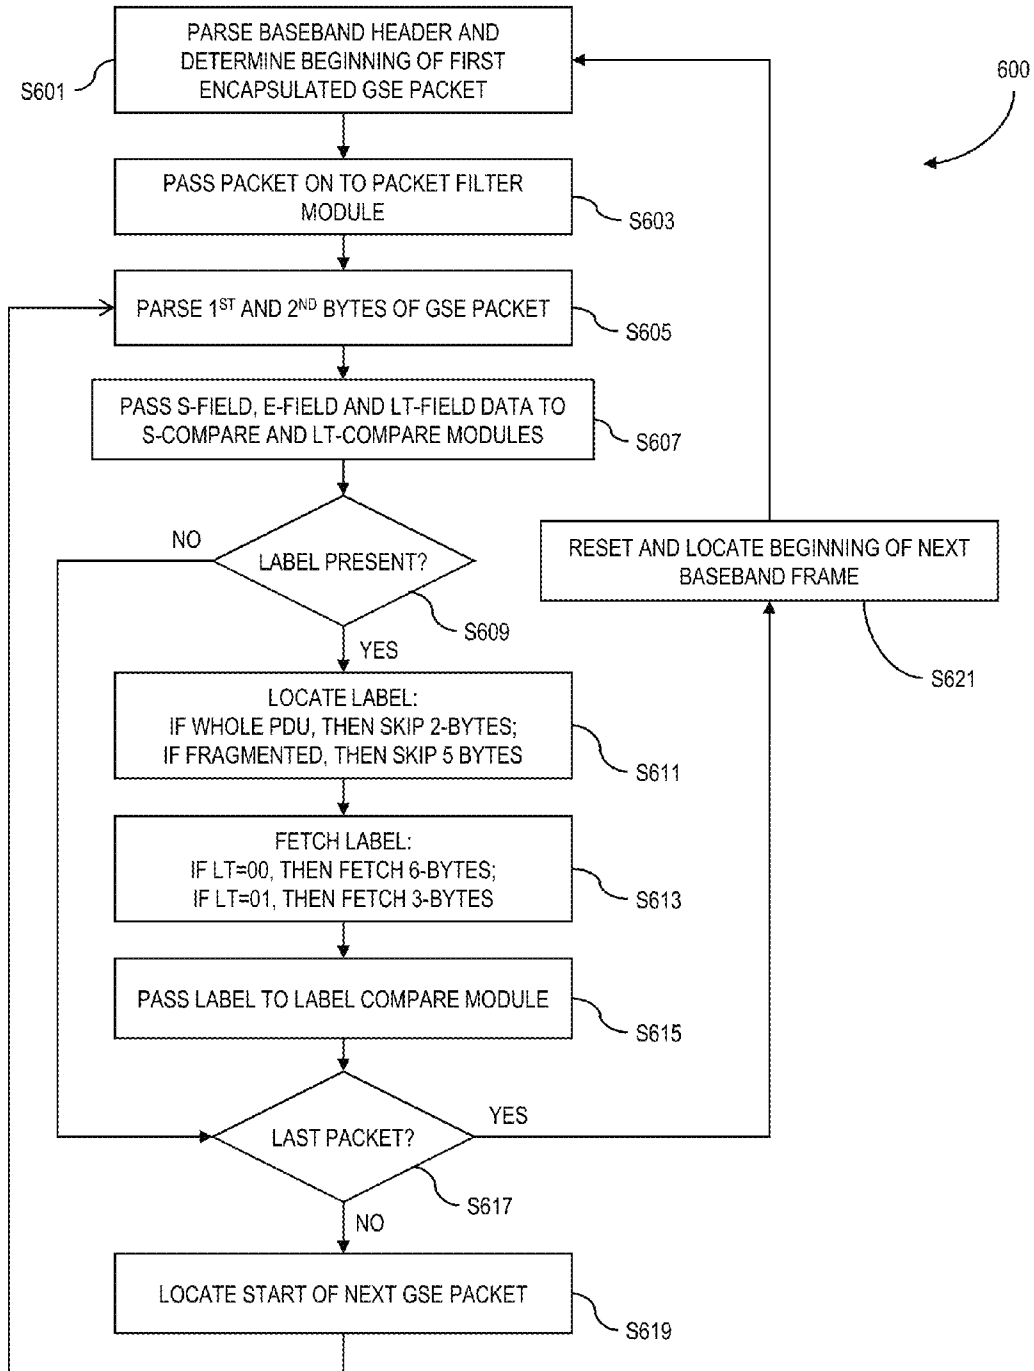 PARSE BASEBAND HEADER AND
DETERMINE BEGINNING OF FIRST
ENCAPSULATED GSE PACKET
S601
600
PASS PACKET ON TO PACKET FILTER
MODULE
S603
PARSE 1ST AND 2ND BYTES OF GSE PACKET
S605
PASS S-FIELD, E-FIELD AND LT-FIELD DATA TO
S-COMPARE AND LT-COMPARE MODULES
S607
NO
LABEL PRESENT?
S609
YES
RESET AND LOCATE BEGINNING OF NEXT
BASEBAND FRAME
S621
LOCATE LABEL:
IF WHOLE PDU, THEN SKIP 2-BYTES;
IF FRAGMENTED, THEN SKIP 5 BYTES
S611
FETCH LABEL:
IF LT=00, THEN FETCH 6-BYTES;
IF LT=01, THEN FETCH 3-BYTES
S613
PASS LABEL TO LABEL COMPARE MODULE
S615
LAST PACKET?
YES
S617
NO
LOCATE START OF NEXT GSE PACKET
S619